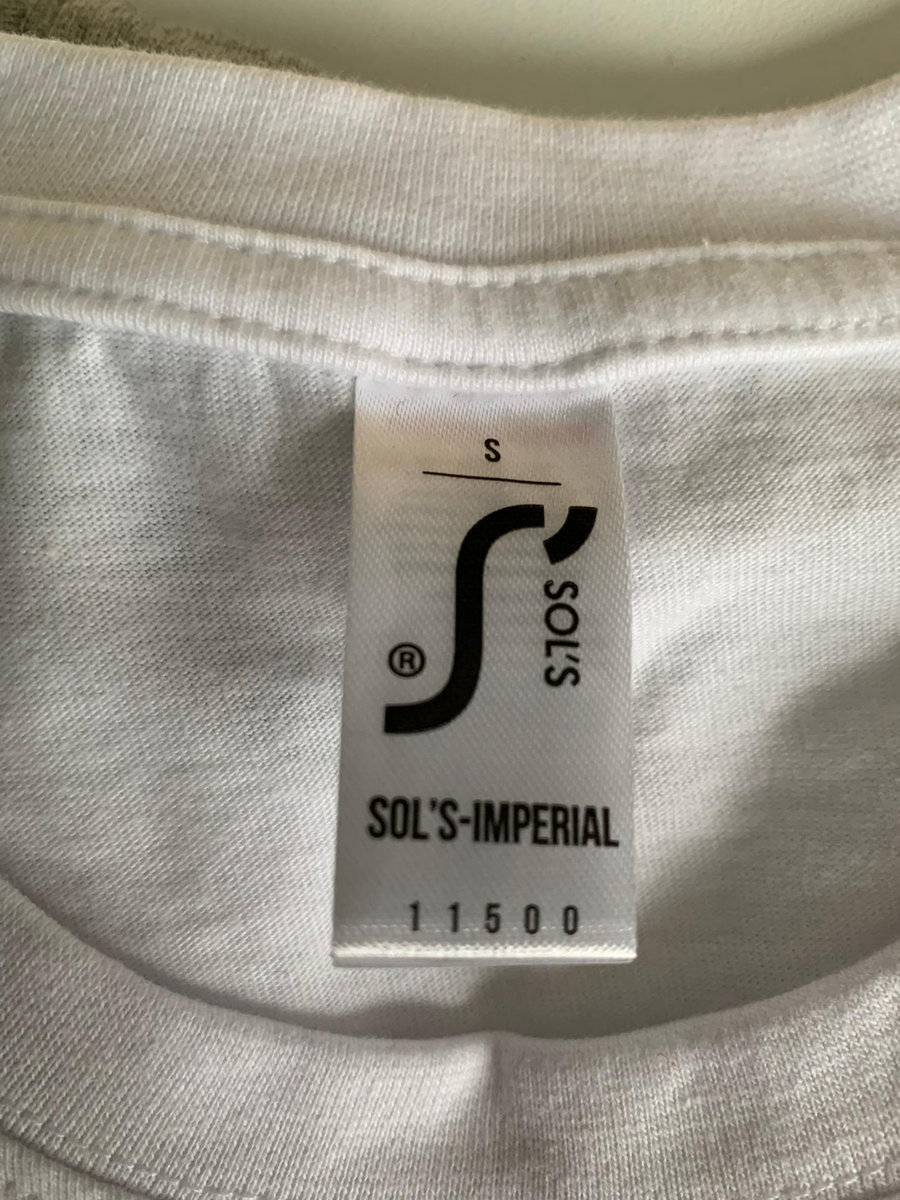 S
SOL'S
®
SOL'S-IMPERIAL
11500